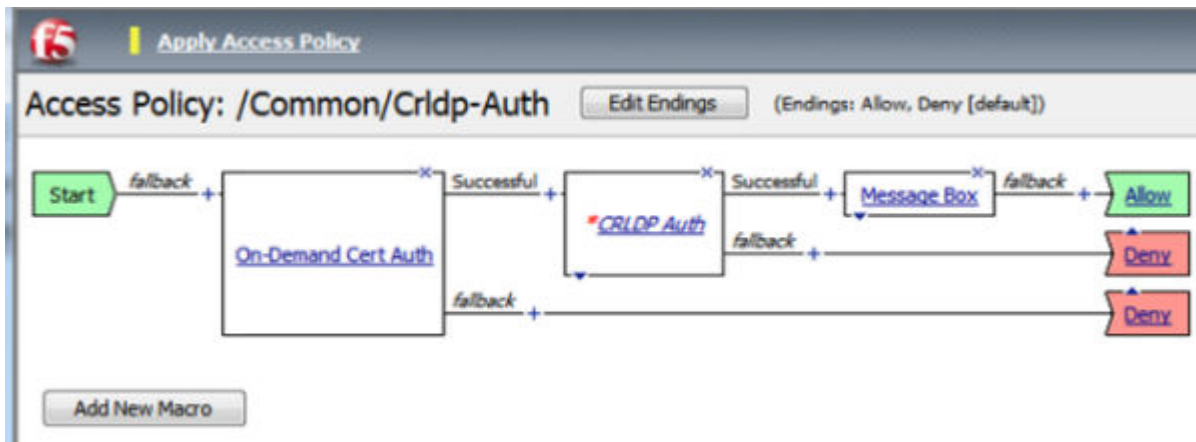 f5 Apply Access Policy
Access Policy: /Common/Crldp-Auth Edit Endings (Endings: Allow, Deny [default])
Start fallback + On-Demand Cert Auth Successful + *CRLDP Auth Successful + Message Box fallback + Allow
fallback + Deny
fallback + Deny
Add New Macro